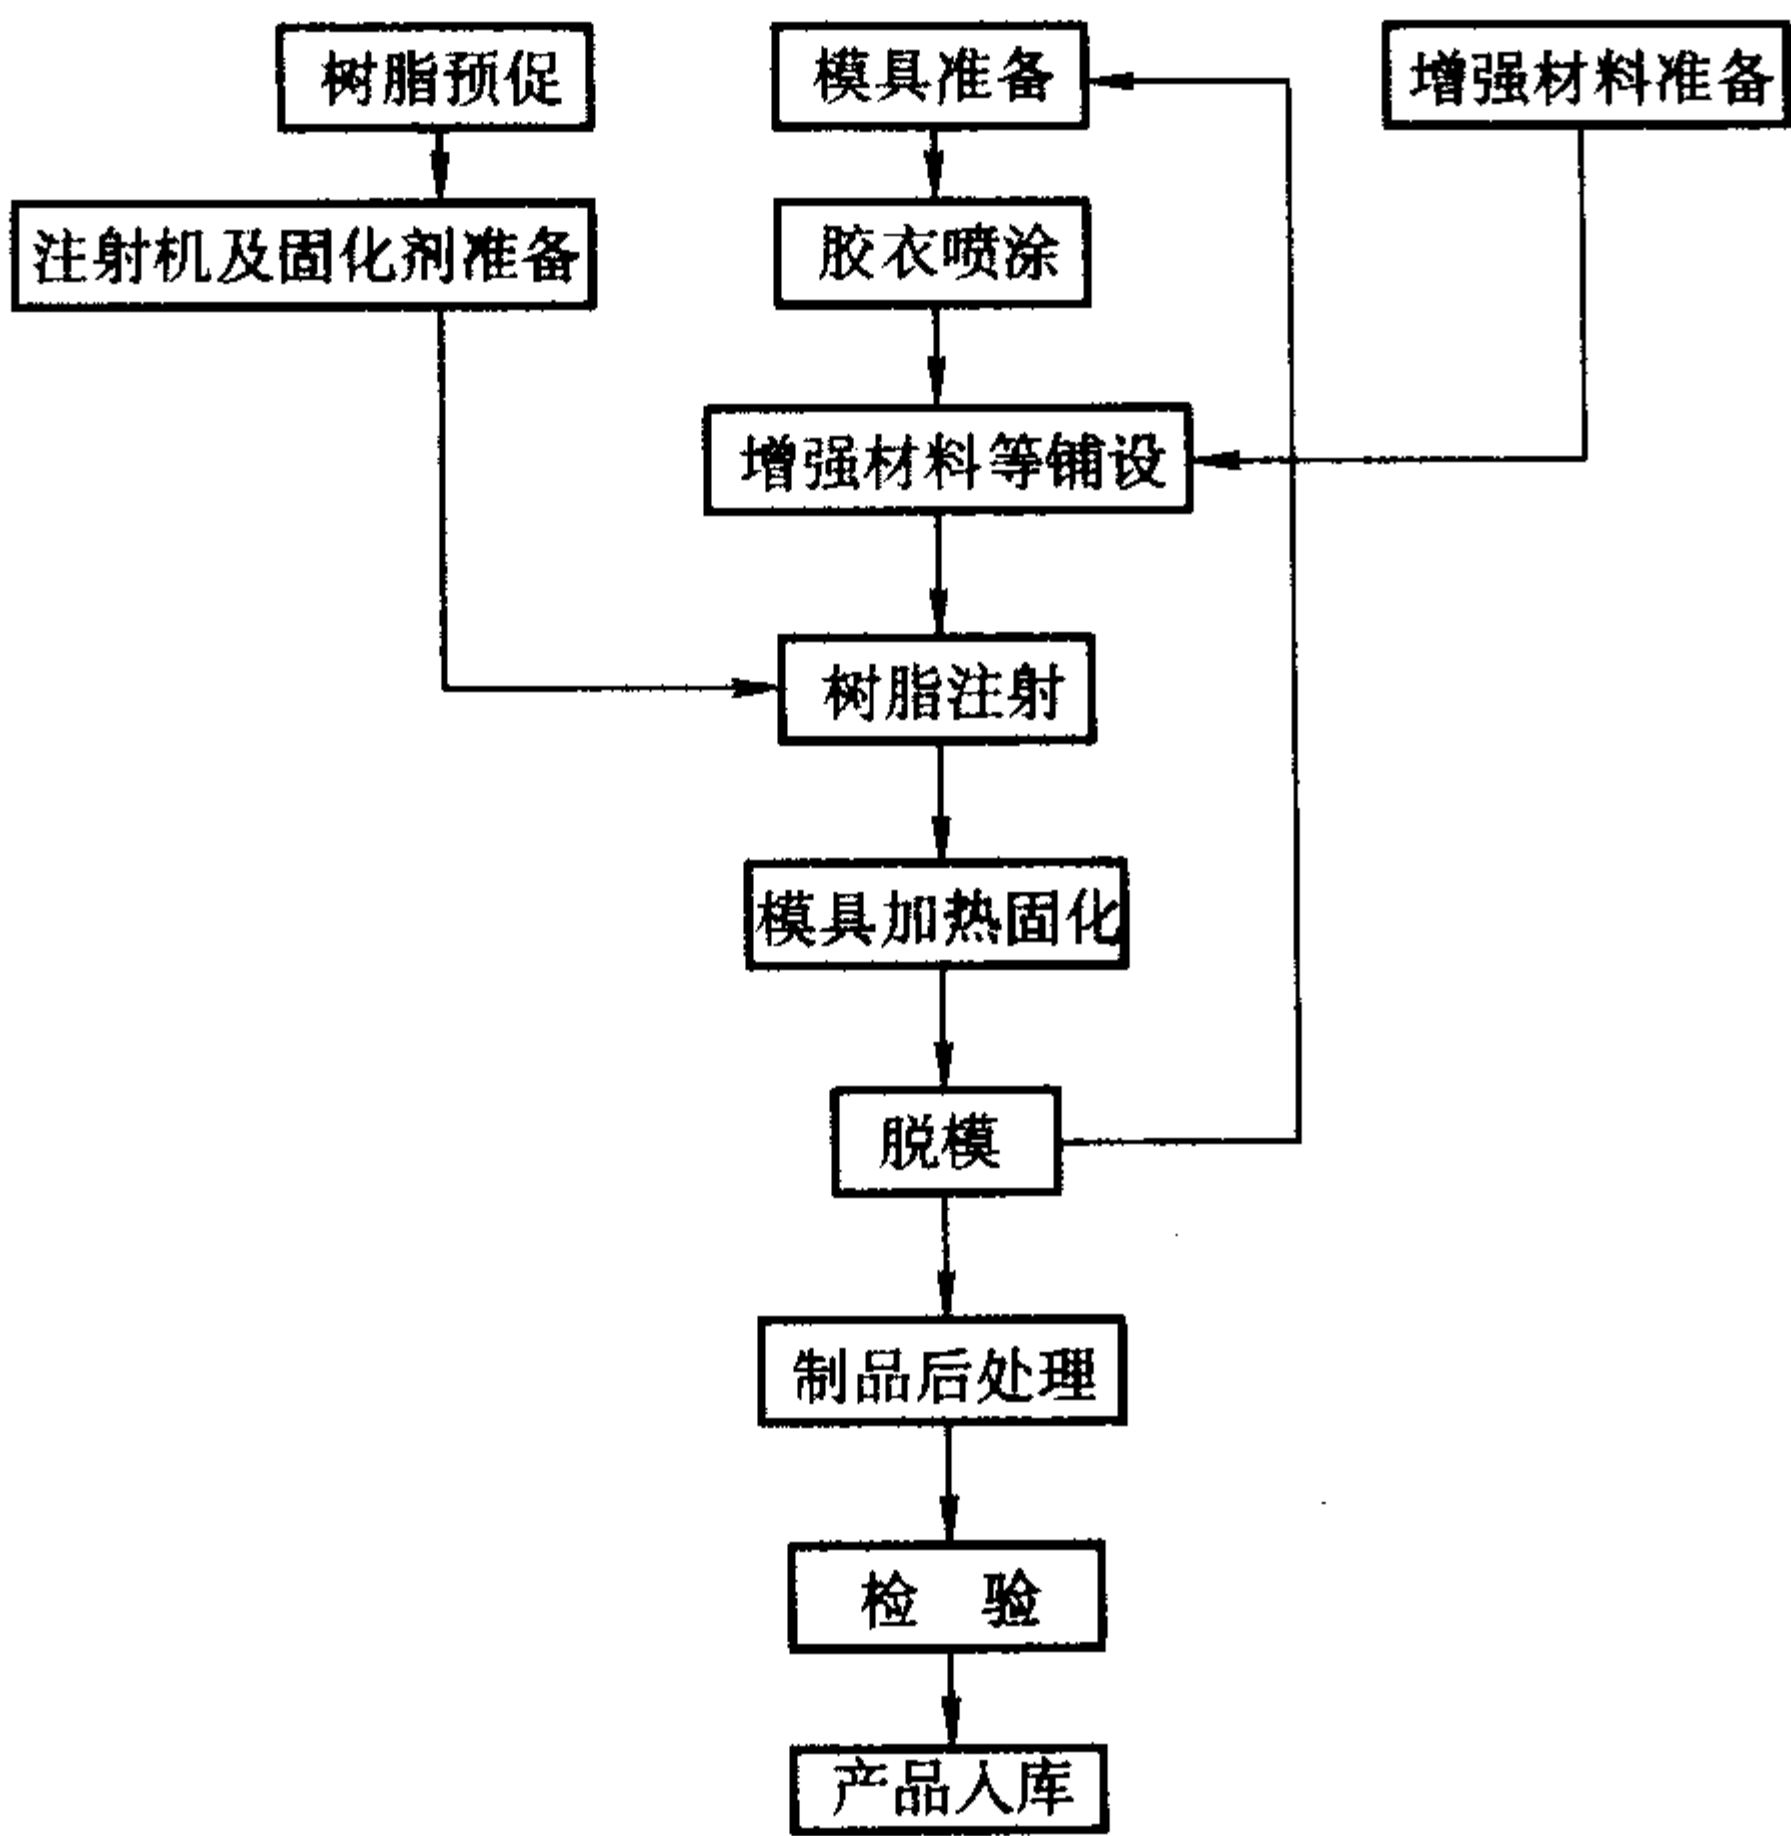 树脂预促
模具准备
增强材料准备
注射机及固化剂准备
胶衣喷涂
增强材料等铺设
树脂注射
模具加热固化
脱模
制品后处理
检 验
产品入库